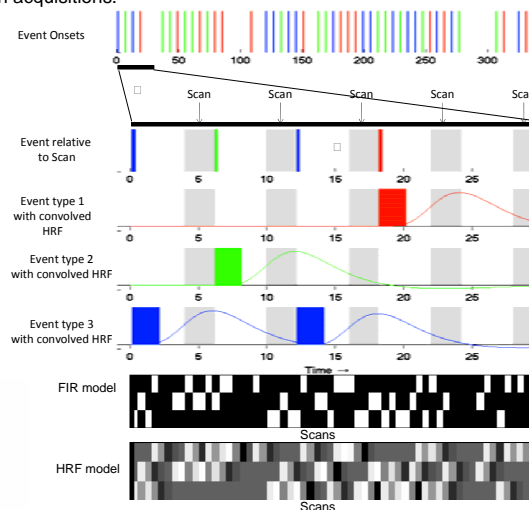 n acquisitions.
Event Onsets
0 50 100 150 200 250 300
Scan Scan Scan Scan Sca
Event relative
to Scan
0 5 10 15 20 25
Event type 1
with convolved
HRF
0 5 10 15 20 25
Event type 2
with convolved HRF
0 5 10 15 20 25
Event type 3
with convolved HRF
0 5 10 15 20 25
Time →
FIR model
Scans
HRF model
Scans